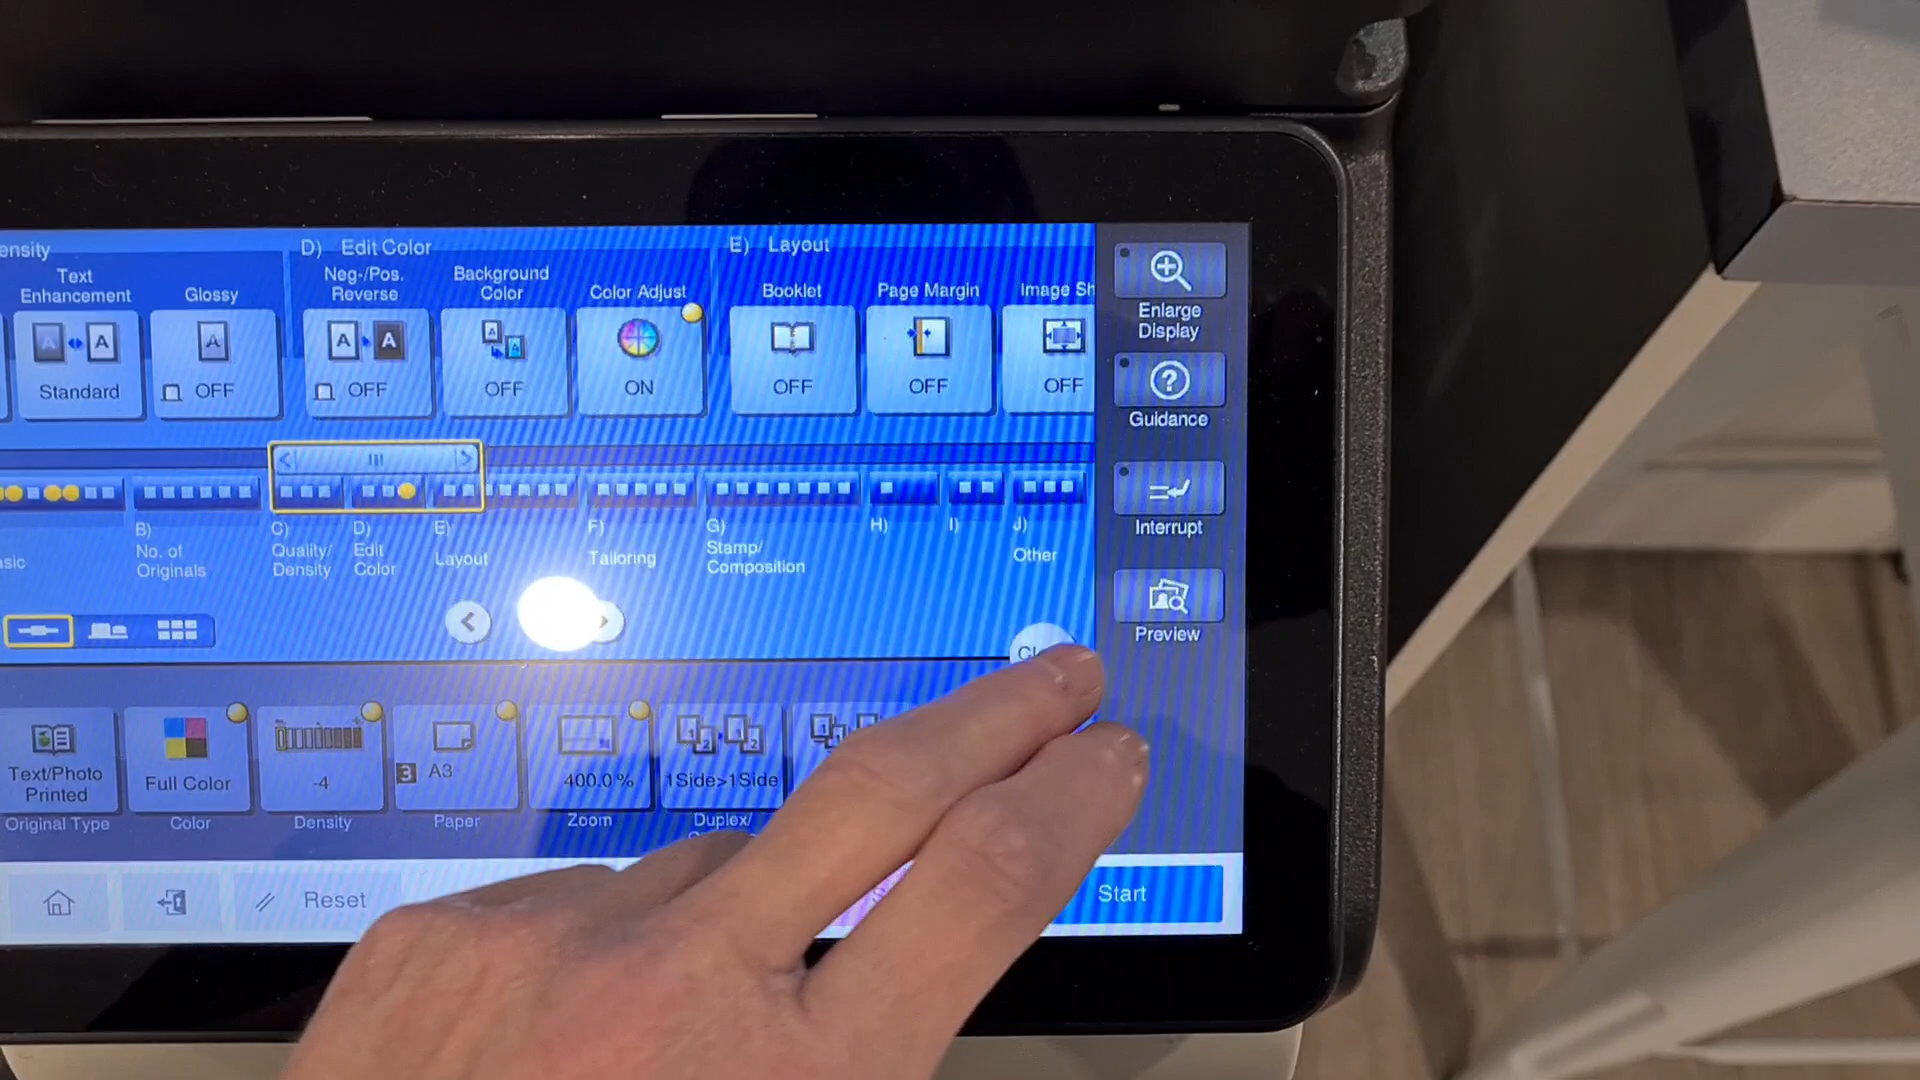 D) Edit Color
E) Layout
Text
Enhancement
Glossy
Neg-/Pos.
Reverse
Background
Color
Color Adjust
Booklet
Page Margin
Image
Standard
OFF
OFF
OFF
ON
OFF
OFF
OFF
Enlarge
Display
Guidance
Interrupt
Preview
B)
No. of
Originals
C)
Quality/
Density
D)
Edit
Color
E)
Layout
F)
Tailoring
G)
Stamp/
Composition
H)
I)
J)
Other
Text/Photo
Printed
Original Type
Full Color
Color
-4
Density
3 A3
Paper
400.0 %
Zoom
1Side>1Side
Duplex/
Reset
Start